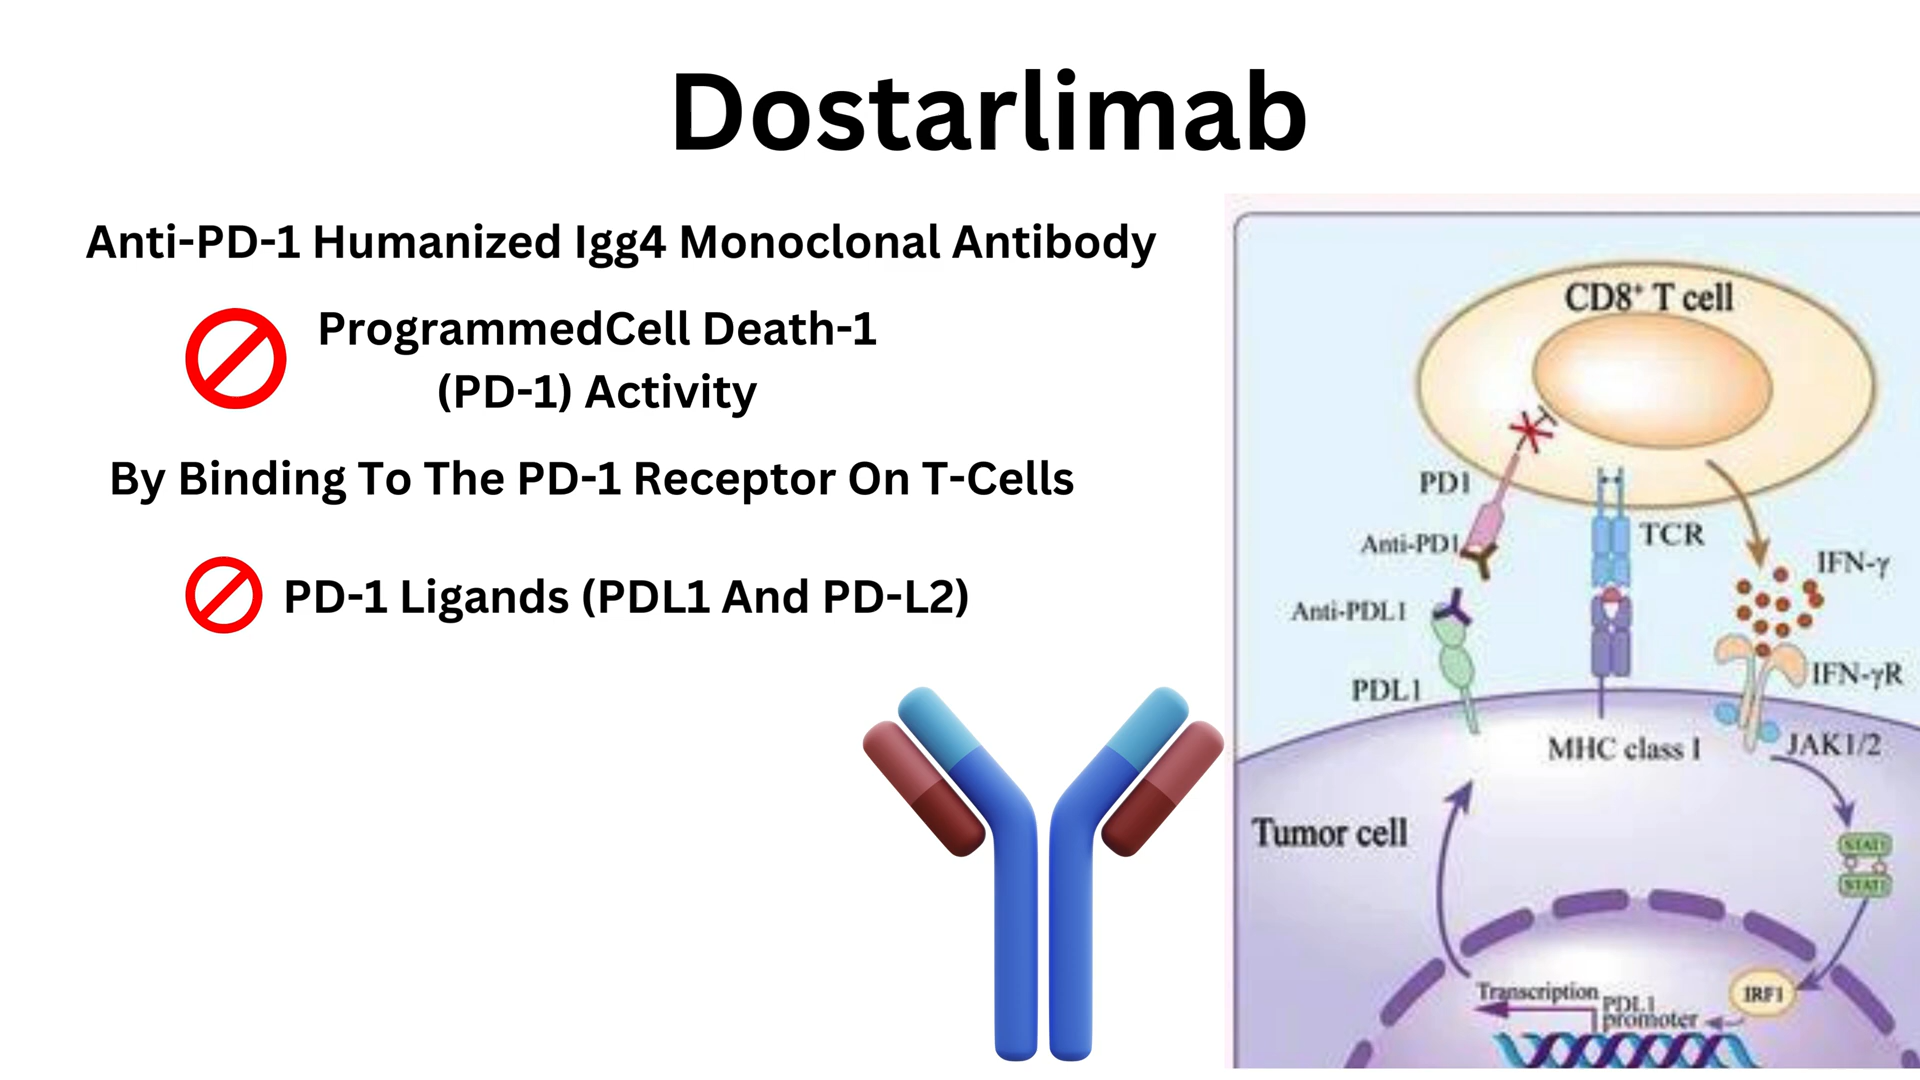 Dostarlimab
Anti-PD-1 Humanized Igg4 Monoclonal Antibody
ProgrammedCell Death-1
(PD-1) Activity
By Binding To The PD-1 Receptor On T-Cells
PD-1 Ligands (PDL1 And PD-L2)
CD8⁺ T cell
PD1
TCR
Anti-PD1
IFN-γ
Anti-PDL1
IFN-γR
PDL1
MHC class I
JAK1/2
Tumor cell
STAT1
STAT1
Transcription
IRF1
PDL1
promoter